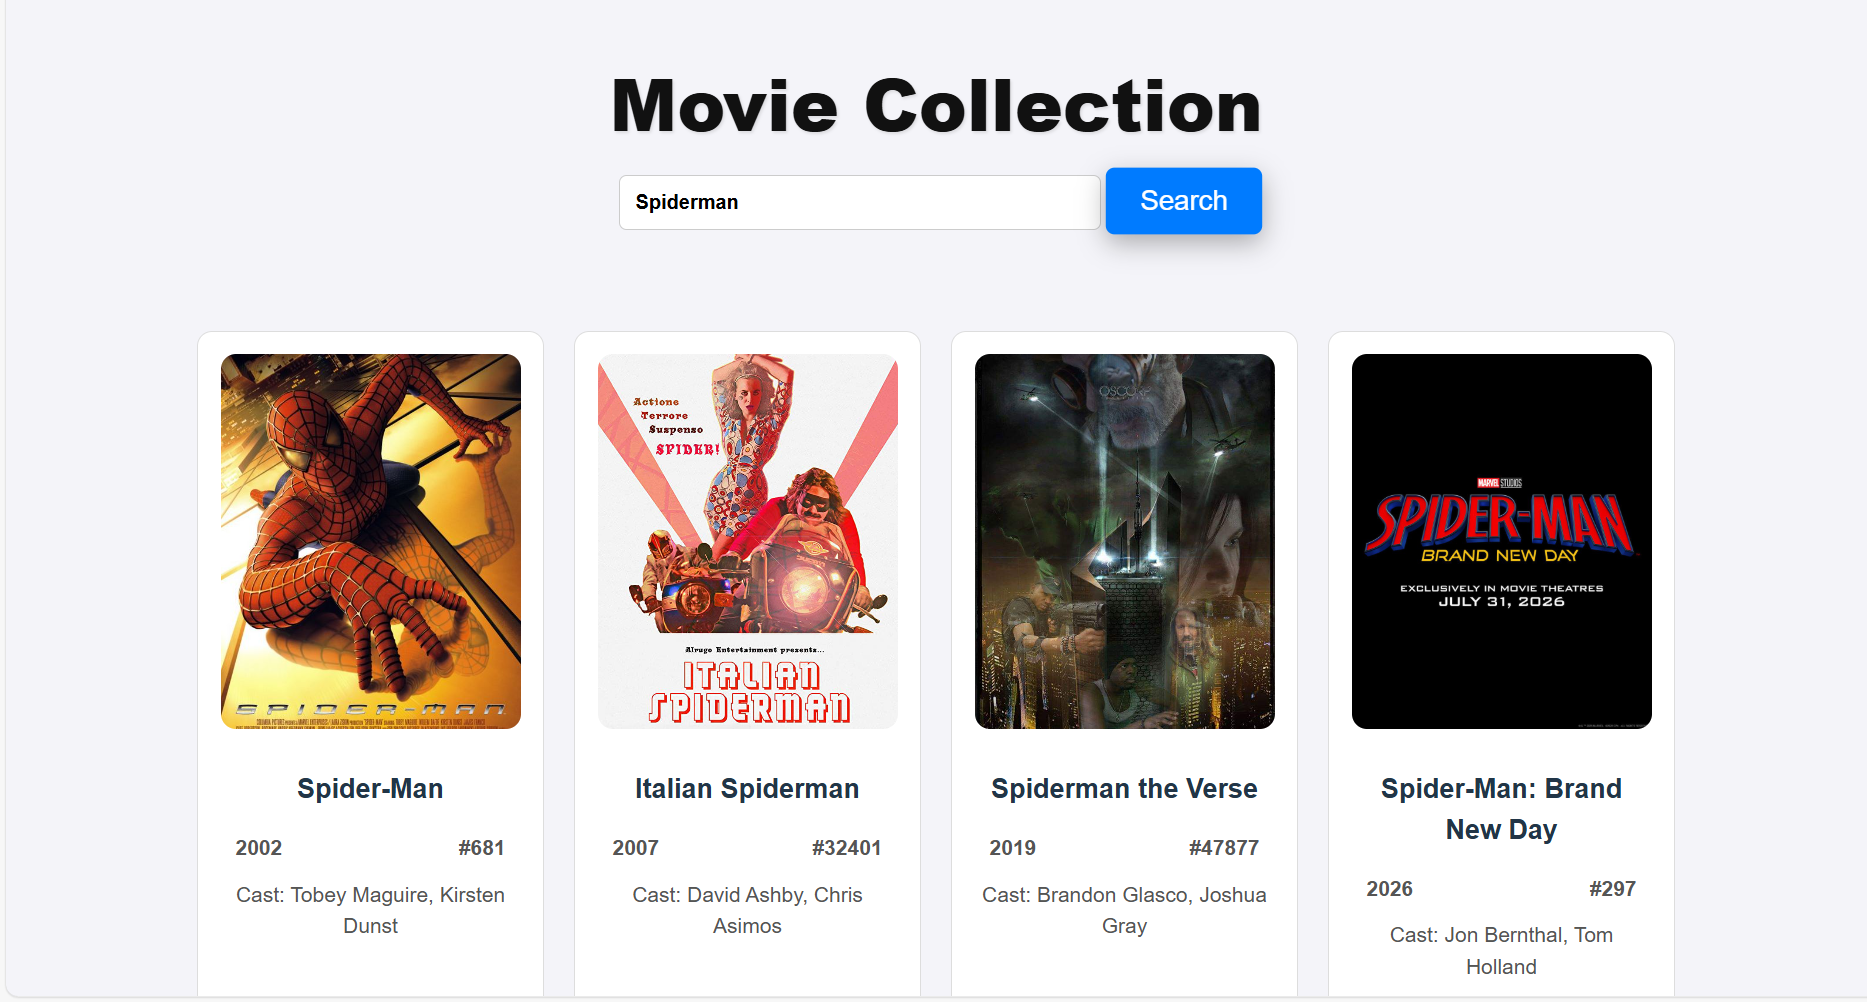 Movie Collection
Spiderman
Search
SPIDER-MAN
Actione
Terrore
Suspenso
SPIDER!
Alrugo Entertainment presents...
ITALIAN
SPIDERMAN
OSCORP
MARVEL STUDIOS
SPIDER-MAN
BRAND NEW DAY
EXCLUSIVELY IN MOVIE THEATRES
JULY 31, 2026
Spider-Man
2002 #681
Cast: Tobey Maguire, Kirsten
Dunst
Italian Spiderman
2007 #32401
Cast: David Ashby, Chris
Asimos
Spiderman the Verse
2019 #47877
Cast: Brandon Glasco, Joshua
Gray
Spider-Man: Brand
New Day
2026 #297
Cast: Jon Bernthal, Tom
Holland